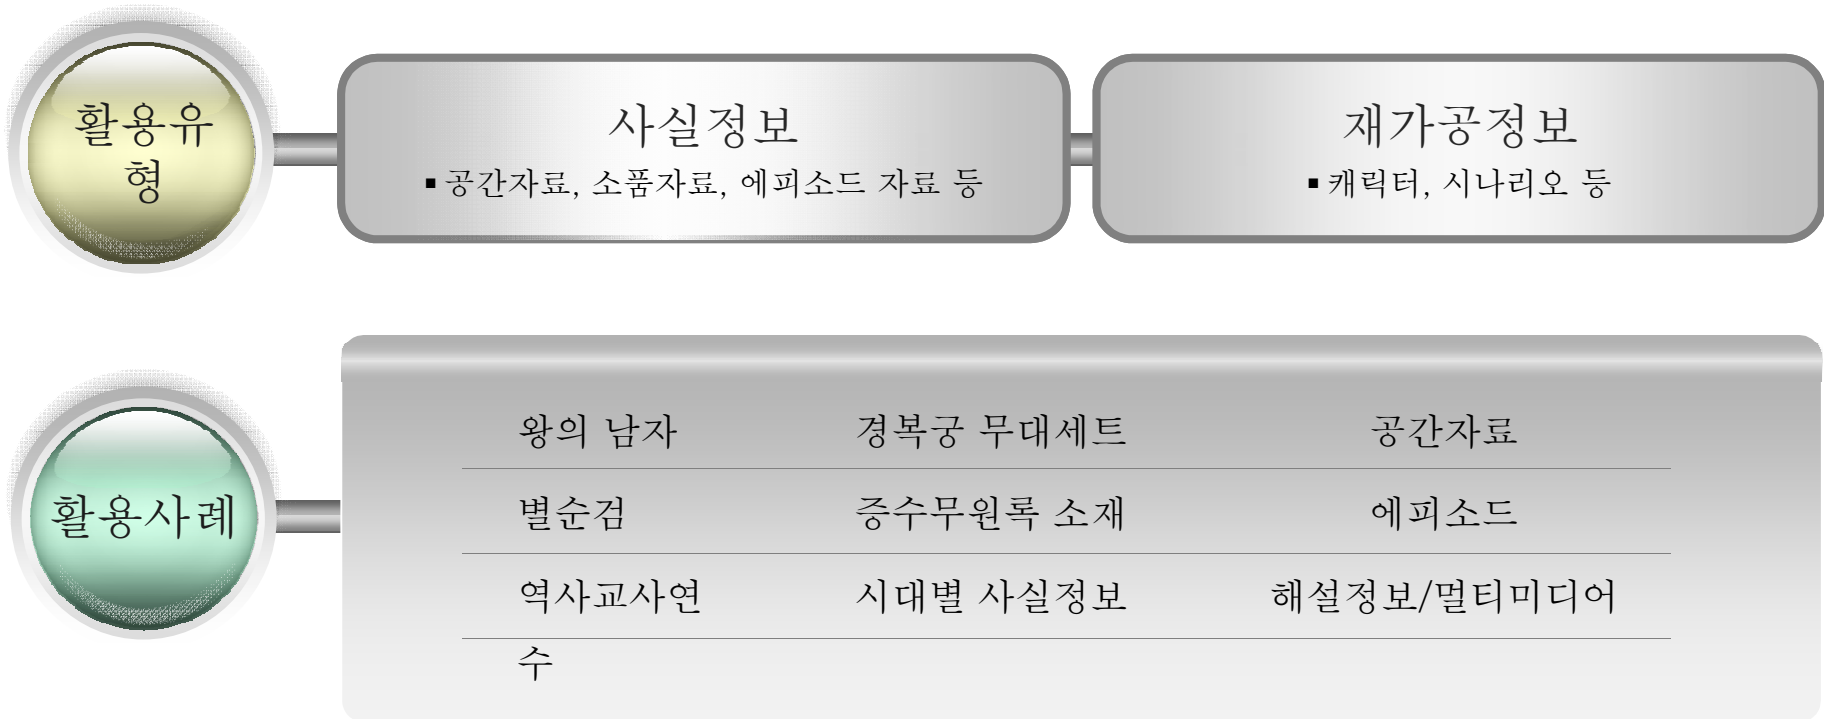 활용유
형
사실정보
▪ 공간자료, 소품자료, 에피소드 자료 등
재가공정보
▪ 캐릭터, 시나리오 등
활용사례
왕의 남자 경복궁 무대세트 공간자료
별순검 증수무원록 소재 에피소드
역사교사연 시대별 사실정보 해설정보/멀티미디어
수